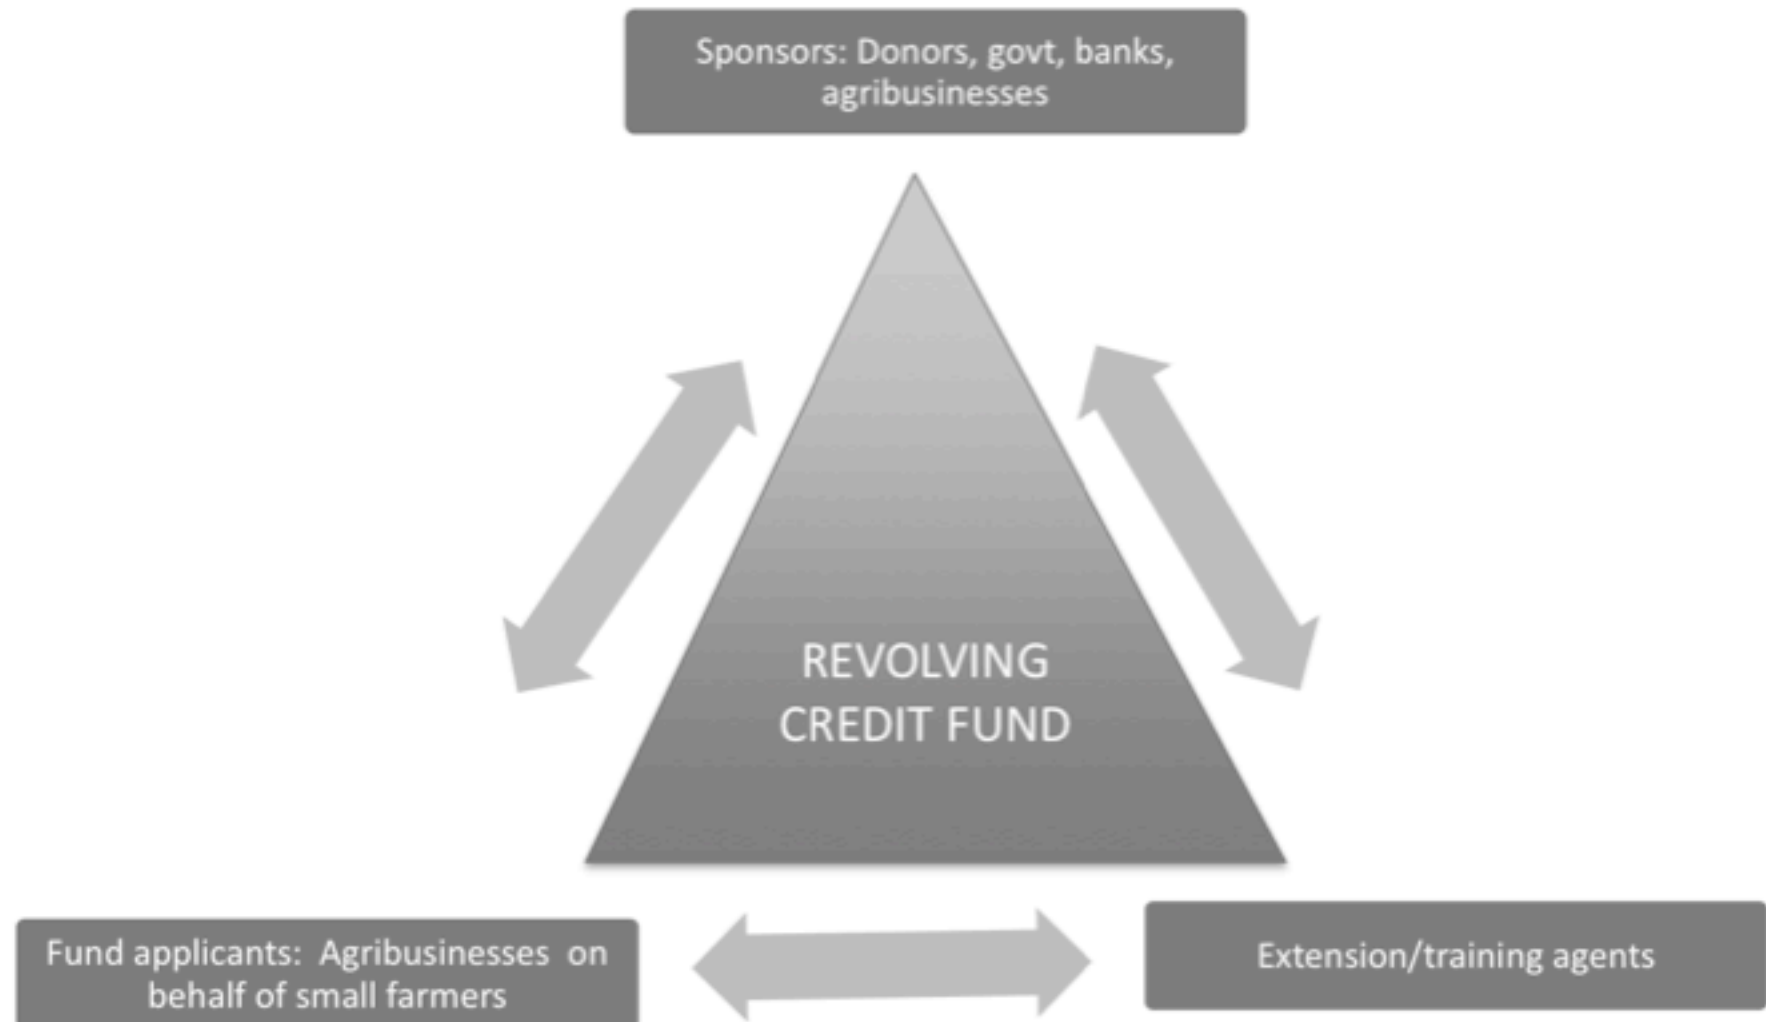 Sponsors: Donors, govt, banks,
agribusinesses
REVOLVING
CREDIT FUND
Fund applicants:  Agribusinesses  on
behalf of small farmers
Extension/training agents